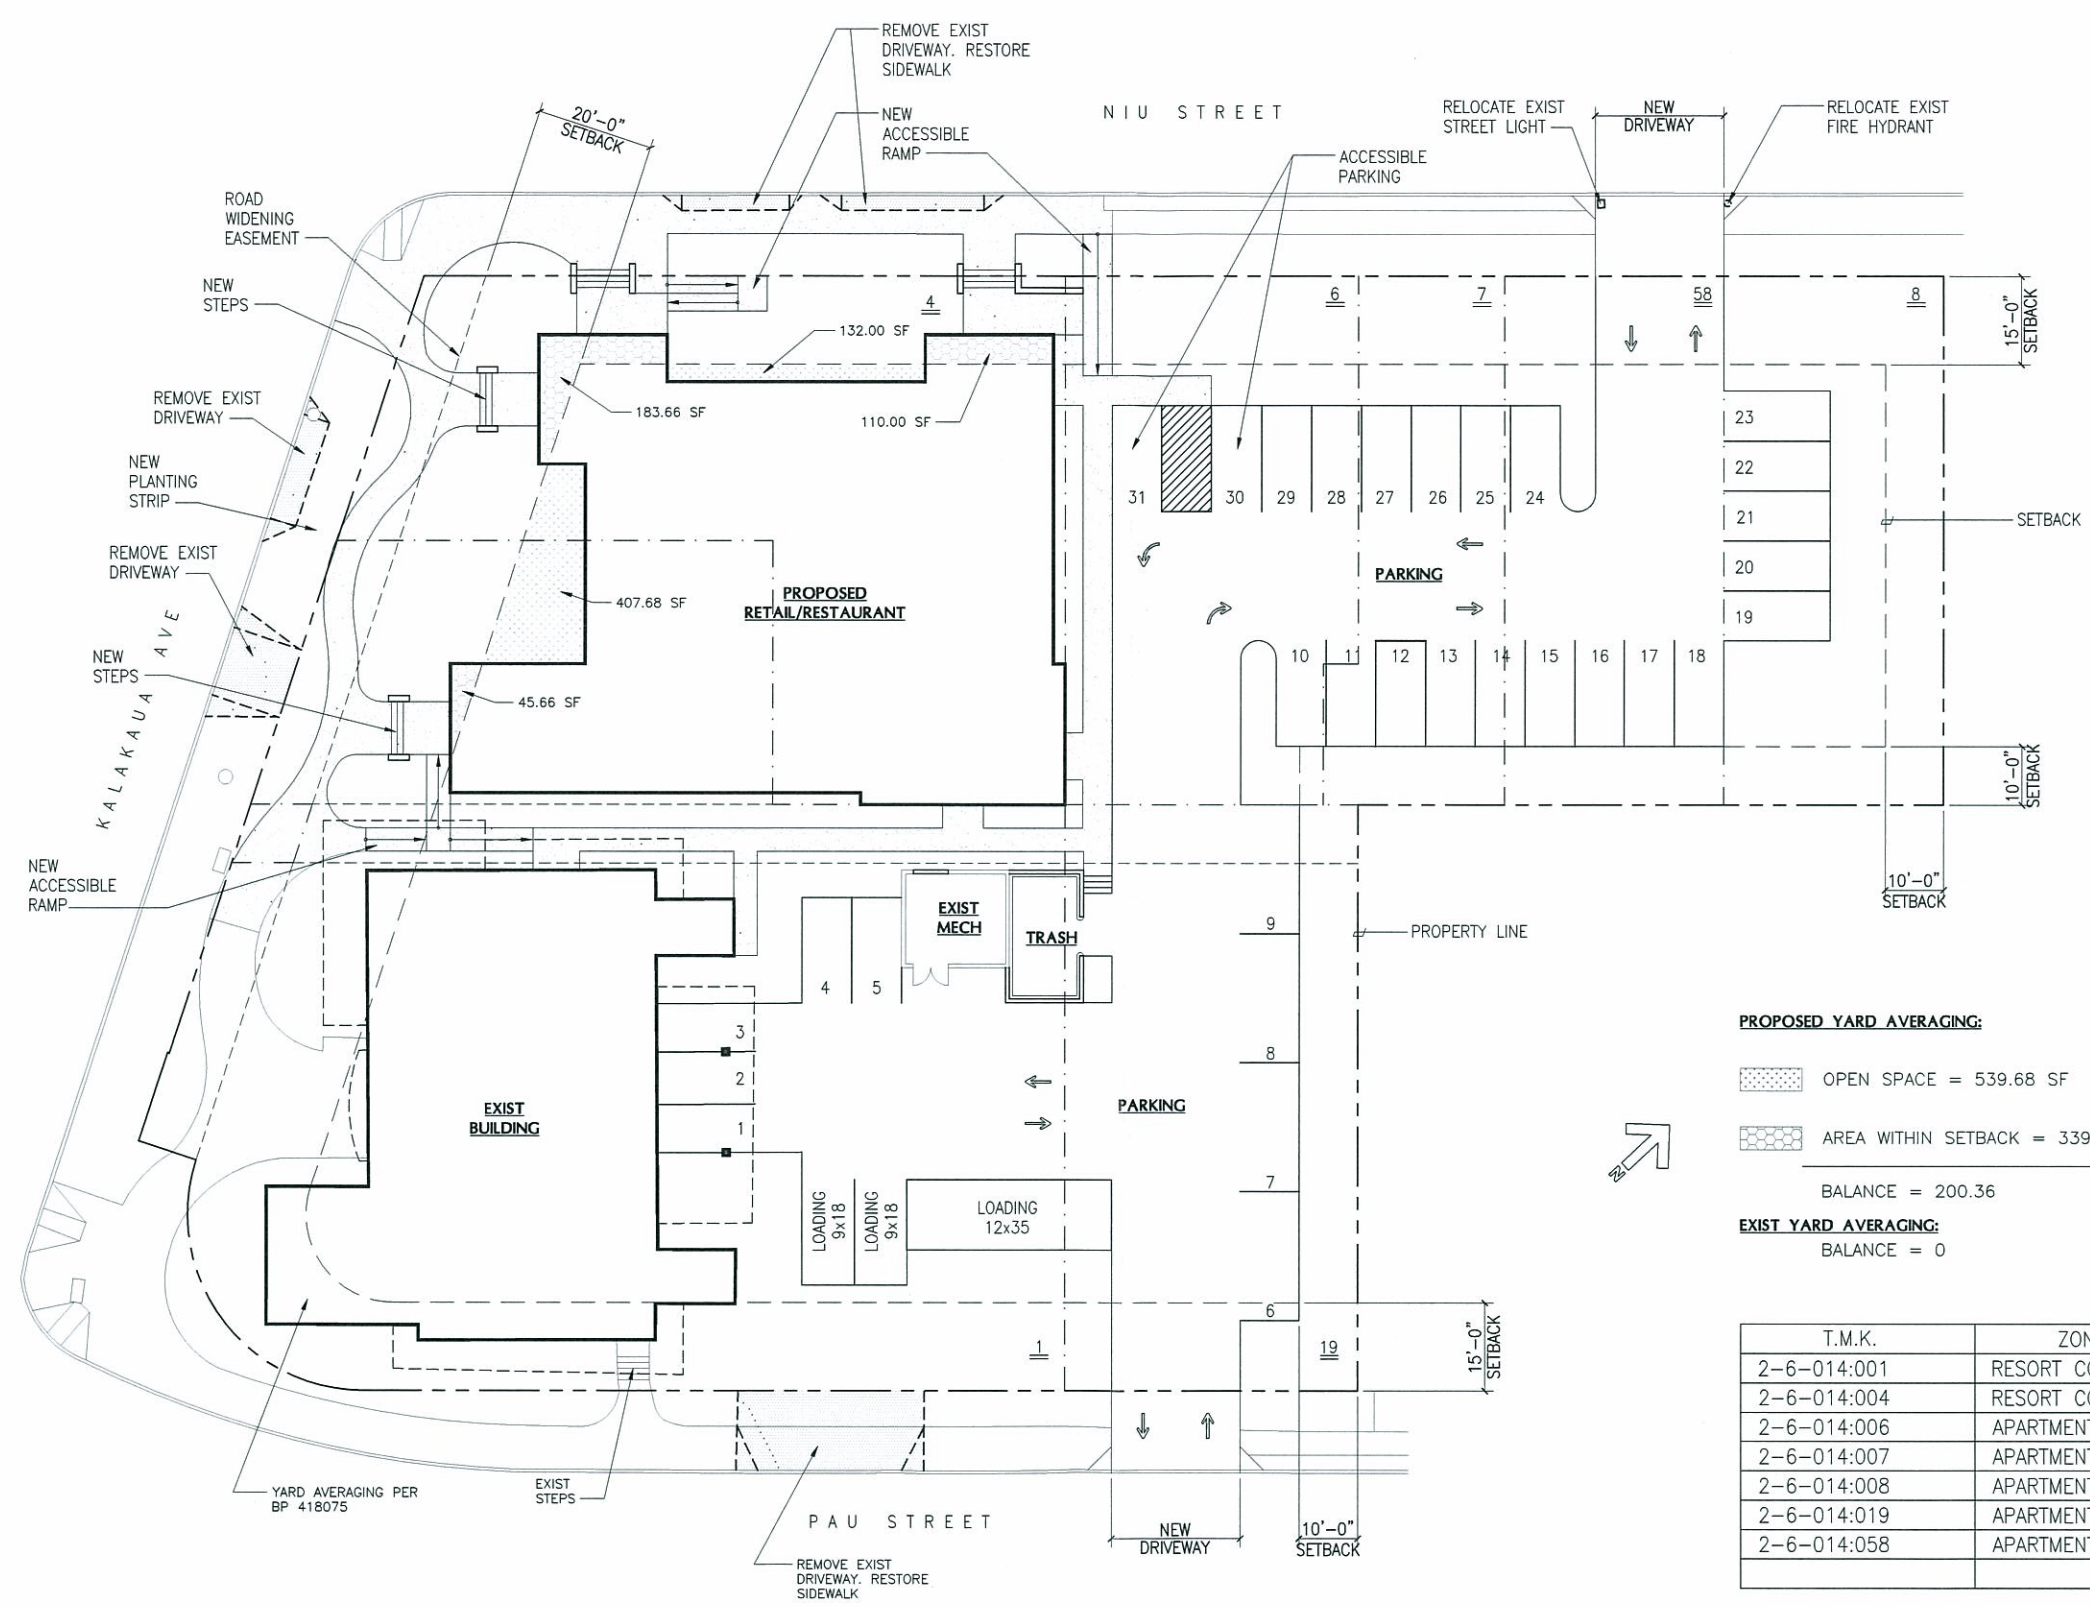 REMOVE EXIST
DRIVEWAY. RESTORE
SIDEWALK
20'-0"
SETBACK
NEW
ACCESSIBLE
RAMP
NIU STREET
RELOCATE EXIST
STREET LIGHT
NEW
DRIVEWAY
RELOCATE EXIST
FIRE HYDRANT
ACCESSIBLE
PARKING
ROAD
WIDENING
EASEMENT
NEW
STEPS
4
6
7
58
8
15'-0"
SETBACK
132.00 SF
183.66 SF
110.00 SF
REMOVE EXIST
DRIVEWAY
NEW
PLANTING
STRIP
31
30
29
28
27
26
25
24
23
22
21
20
19
SETBACK
REMOVE EXIST
DRIVEWAY
PARKING
PROPOSED
RETAIL/RESTAURANT
407.68 SF
KALAKAUA AVE
NEW
STEPS
10
11
12
13
14
15
16
17
18
45.66 SF
10'-0"
SETBACK
NEW
ACCESSIBLE
RAMP
10'-0"
SETBACK
EXIST
MECH
TRASH
9
PROPERTY LINE
4
5
3
2
1
8
EXIST
BUILDING
PARKING
7
LOADING
9x18
LOADING
9x18
LOADING
12x35
6
1
19
15'-0"
SETBACK
PROPOSED YARD AVERAGING:
OPEN SPACE = 539.68 SF
AREA WITHIN SETBACK = 339
BALANCE = 200.36
EXIST YARD AVERAGING:
BALANCE = 0
N
YARD AVERAGING PER
BP 418075
EXIST
STEPS
PAU STREET
REMOVE EXIST
DRIVEWAY. RESTORE
SIDEWALK
NEW
DRIVEWAY
10'-0"
SETBACK
T.M.K. ZON
2-6-014:001 RESORT CO
2-6-014:004 RESORT CO
2-6-014:006 APARTMENT
2-6-014:007 APARTMENT
2-6-014:008 APARTMENT
2-6-014:019 APARTMENT
2-6-014:058 APARTMENT